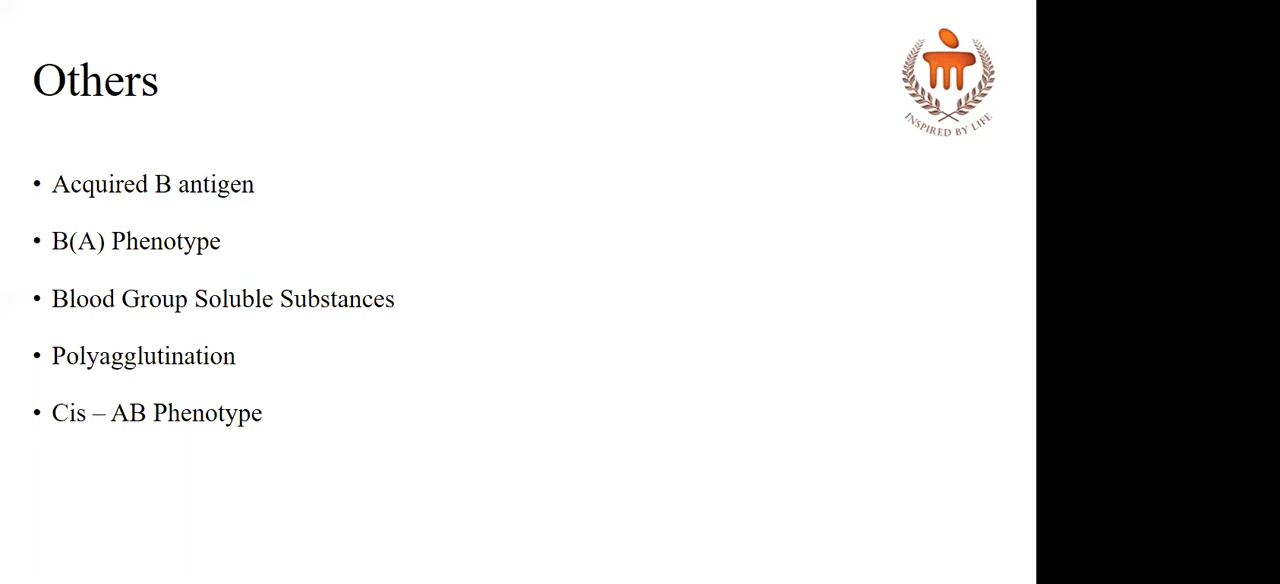 Others
INSPIRED BY LIFE
• Acquired B antigen
• B(A) Phenotype
• Blood Group Soluble Substances
• Polyagglutination
• Cis – AB Phenotype